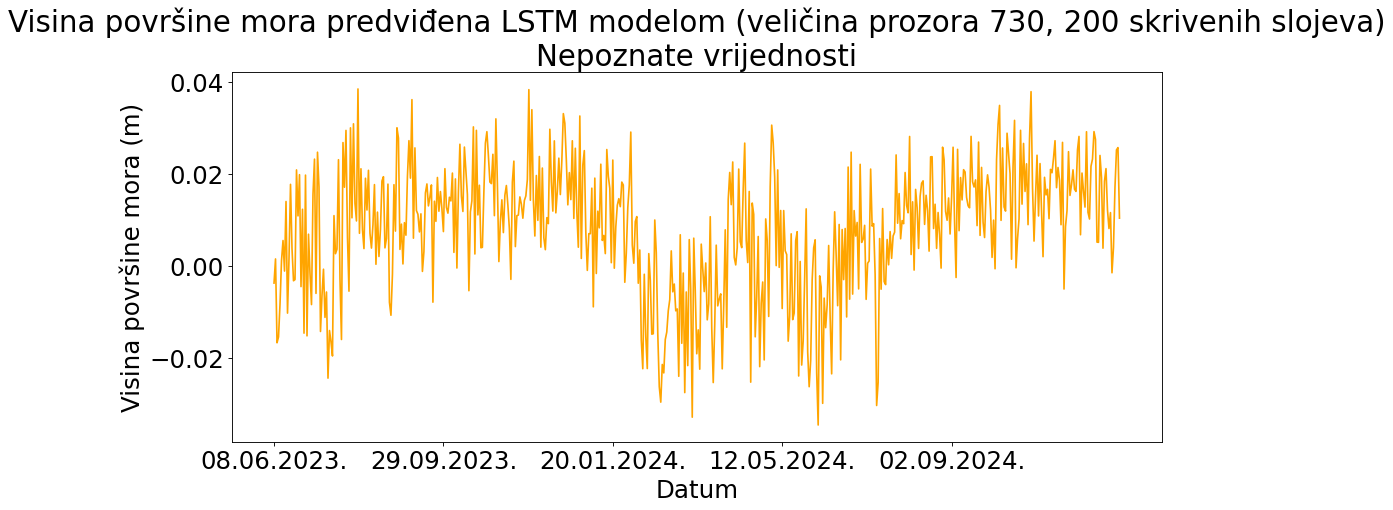 Visina površine mora predviđena LSTM modelom (veličina prozora 730, 200 skrivenih slojeva)
Nepoznate vrijednosti
0.04
0.02
0.00
−0.02
Visina površine mora (m)
08.06.2023. 29.09.2023. 20.01.2024. 12.05.2024. 02.09.2024.
Datum